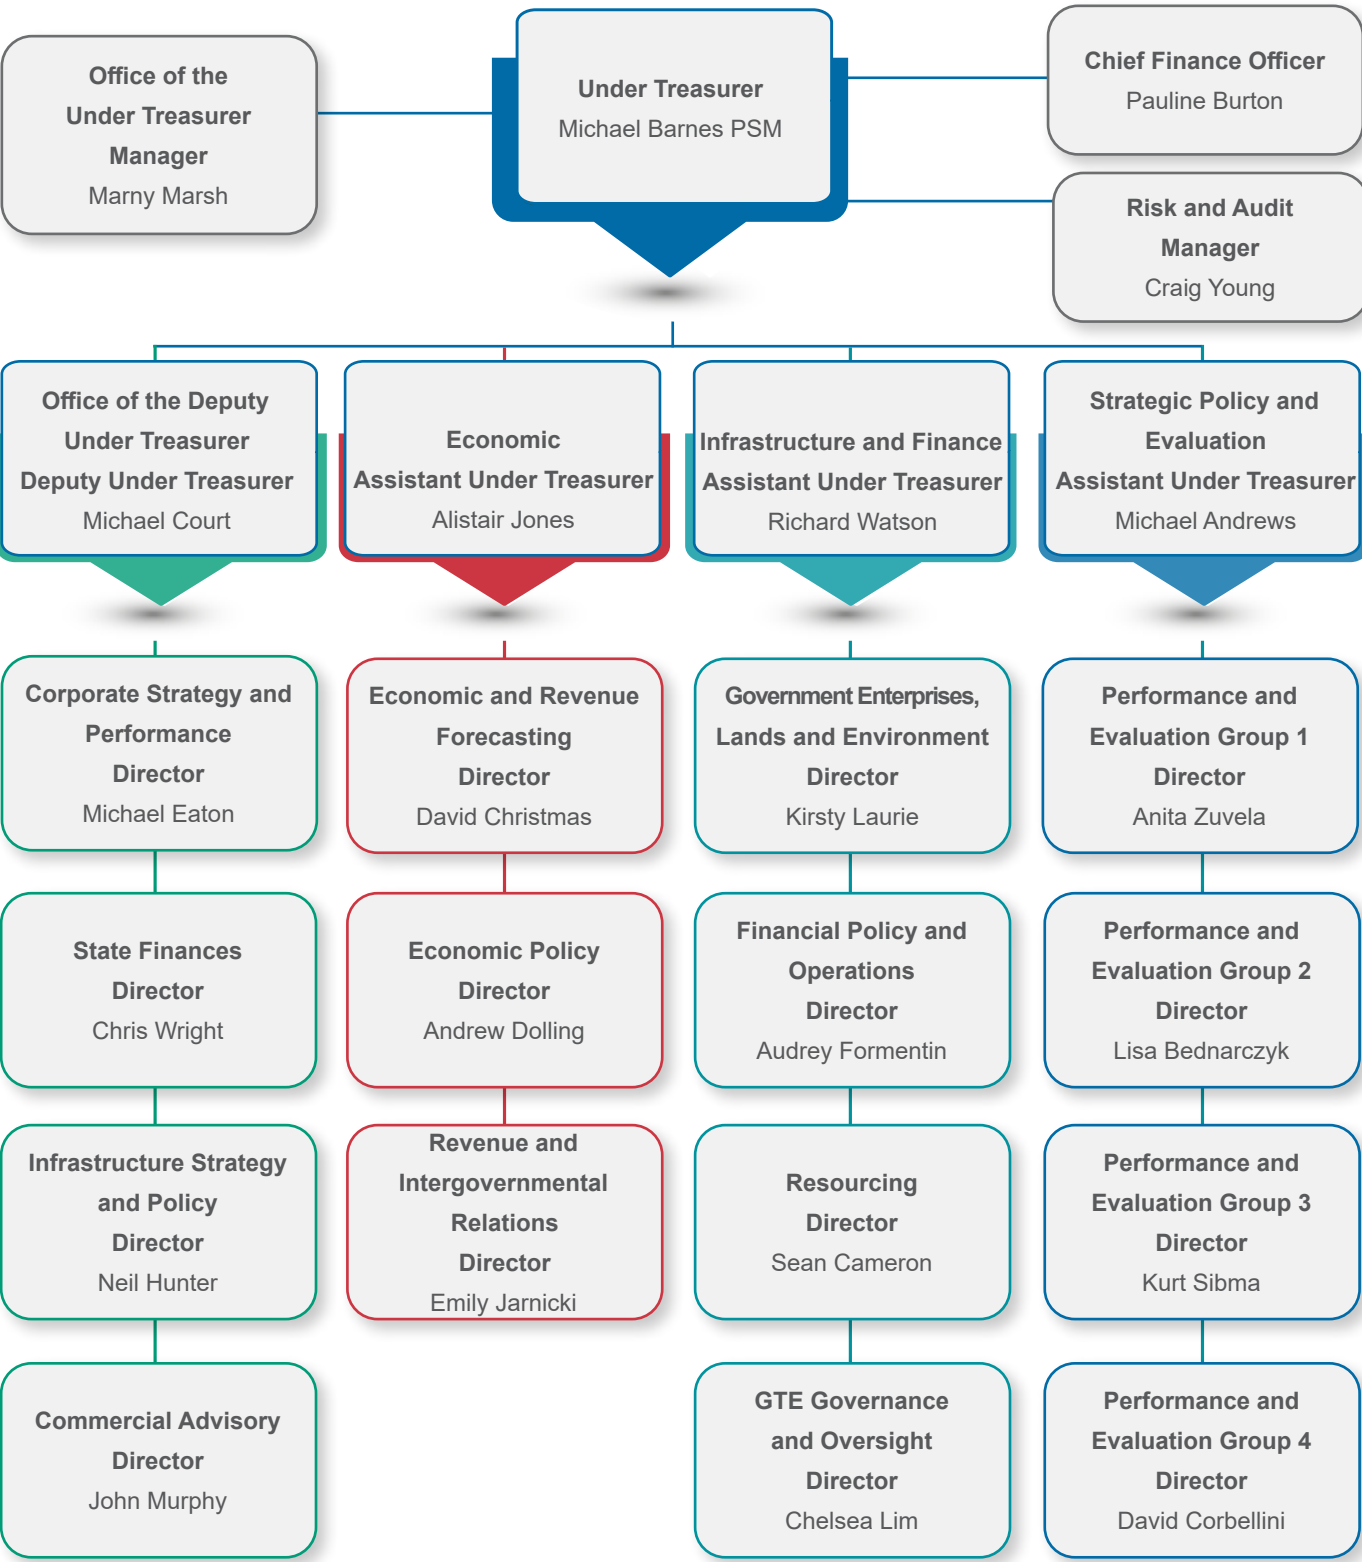 Office of the
Under Treasurer
Manager
Marny Marsh
Under Treasurer
Michael Barnes PSM
Chief Finance Officer
Pauline Burton
Risk and Audit
Manager
Craig Young
Office of the Deputy
Under Treasurer
Deputy Under Treasurer
Michael Court
Economic
Assistant Under Treasurer
Alistair Jones
Infrastructure and Finance
Assistant Under Treasurer
Richard Watson
Strategic Policy and
Evaluation
Assistant Under Treasurer
Michael Andrews
Corporate Strategy and
Performance
Director
Michael Eaton
Economic and Revenue
Forecasting
Director
David Christmas
Government Enterprises,
Lands and Environment
Director
Kirsty Laurie
Performance and
Evaluation Group 1
Director
Anita Zuvela
State Finances
Director
Chris Wright
Economic Policy
Director
Andrew Dolling
Financial Policy and
Operations
Director
Audrey Formentin
Performance and
Evaluation Group 2
Director
Lisa Bednarczyk
Infrastructure Strategy
and Policy
Director
Neil Hunter
Revenue and
Intergovernmental
Relations
Director
Emily Jarnicki
Resourcing
Director
Sean Cameron
Performance and
Evaluation Group 3
Director
Kurt Sibma
Commercial Advisory
Director
John Murphy
GTE Governance
and Oversight
Director
Chelsea Lim
Performance and
Evaluation Group 4
Director
David Corbellini